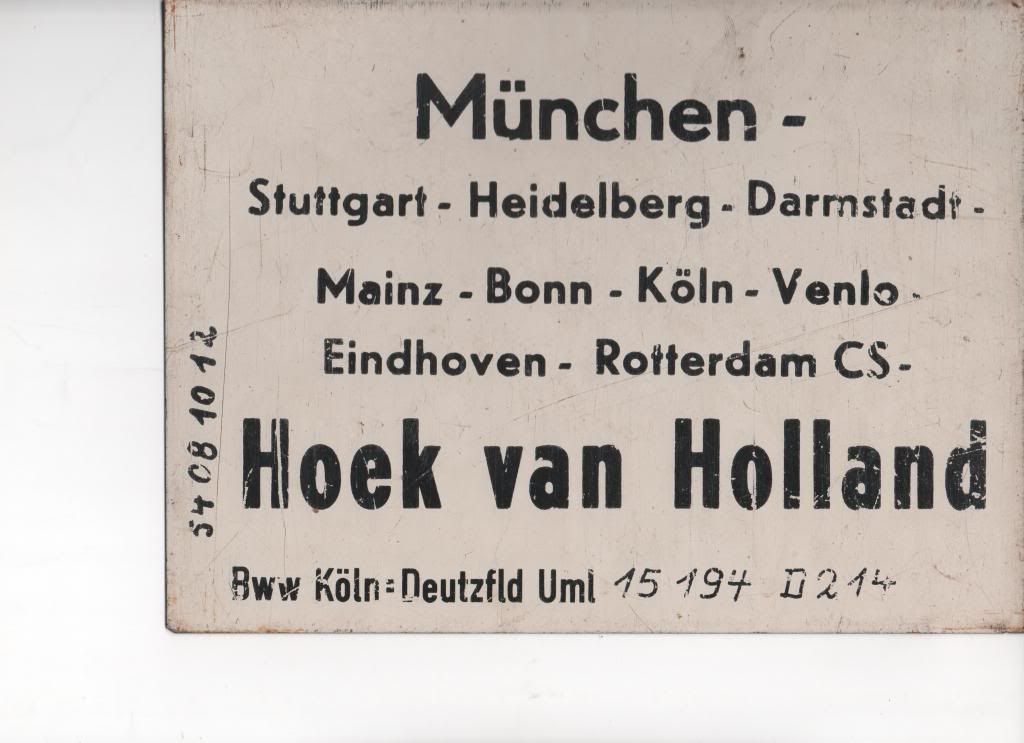 München -
Stuttgart - Heidelberg - Darmstadt -
Mainz - Bonn - Köln - Venlo -
Eindhoven - Rotterdam CS -
Hoek van Holland
Bww Köln=Deutzfld Uml 15 197 D 214
54 08 10 12